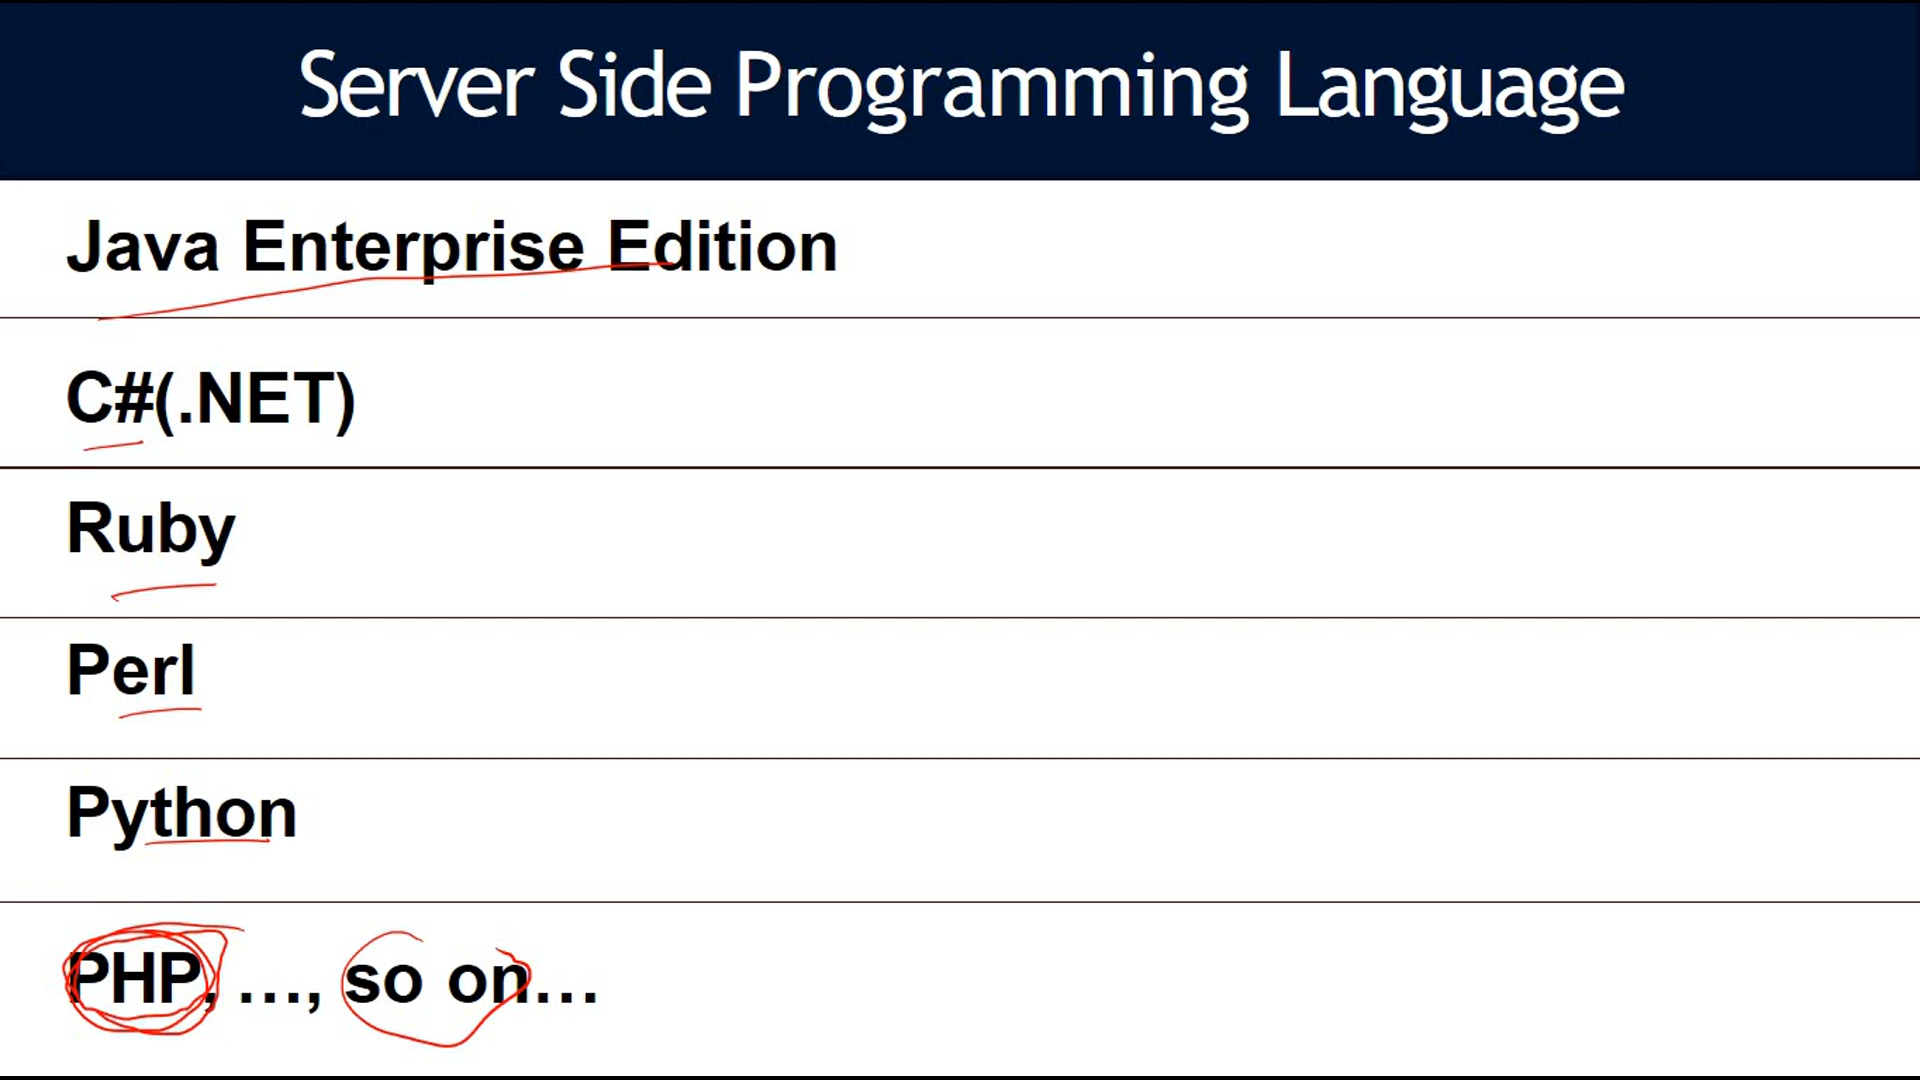 Server Side Programming Language
Java Enterprise Edition
C#(.NET)
Ruby
Perl
Python
PHP, ..., so on...